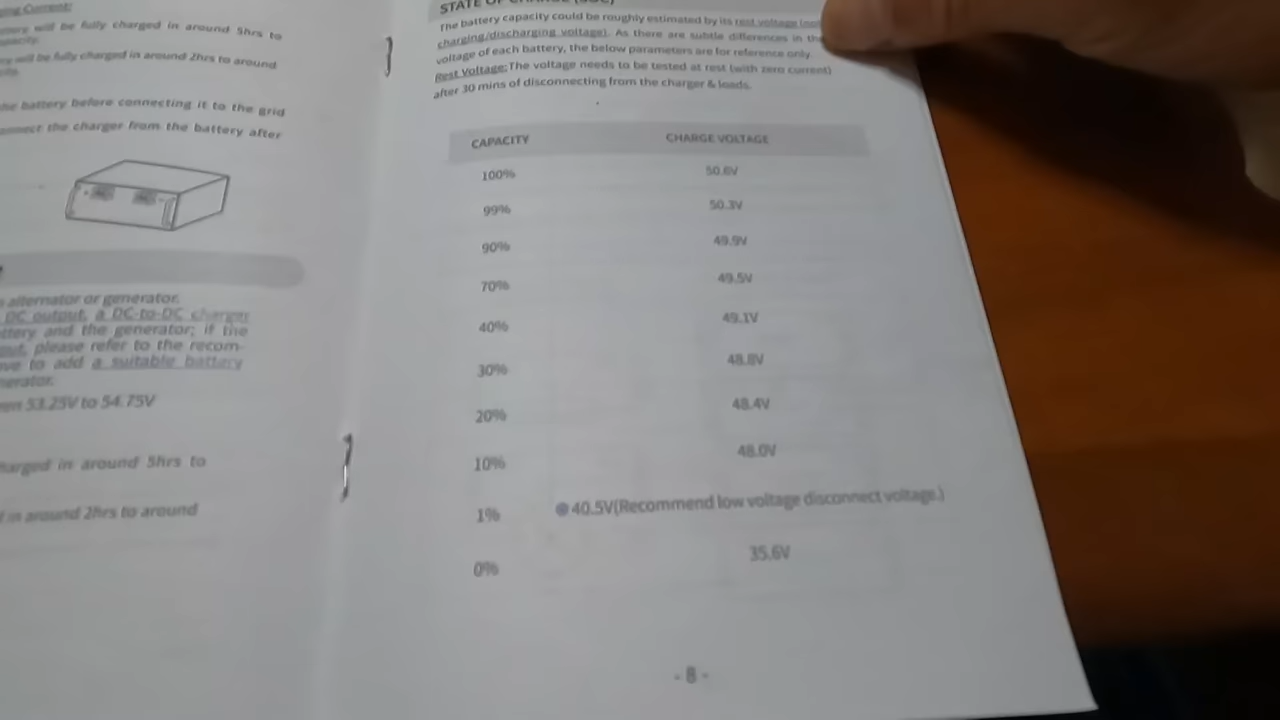 ging Current:
will be fully charged in around 5hrs to
will be fully charged in around 2hrs to around
the battery before connecting it to the grid
connect the charger from the battery after
alternator or generator.
DC output, a DC-to-DC charger
battery and the generator; if the
please refer to the recom-
to add a suitable battery
53.25V to 54.75V
charged in around 5hrs to
in around 2hrs to around
STATE OF CHARGE (SOC)
The battery capacity could be roughly estimated by its rest voltage
charging/discharging voltage). As there are subtle differences in the
voltage of each battery, the below parameters are for reference only.
Rest Voltage: The voltage needs to be tested at rest (with zero current)
after 30 mins of disconnecting from the charger & loads.
CAPACITY CHARGE VOLTAGE
100% 50.6V
99% 50.3V
90% 49.9V
70% 49.5V
40% 49.1V
30% 48.8V
20% 48.4V
10% 48.0V
1% 40.5V(Recommend low voltage disconnect voltage.)
0% 35.6V
- 8 -